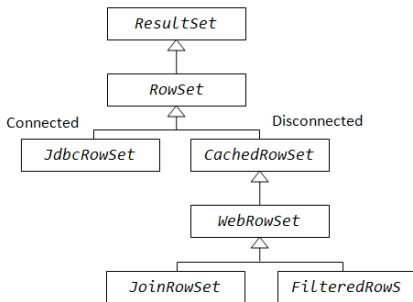 ResultSet
RowSet
Connected
Disconnected
JdbcRowSet
CachedRowSet
WebRowSet
JoinRowSet
FilteredRowS